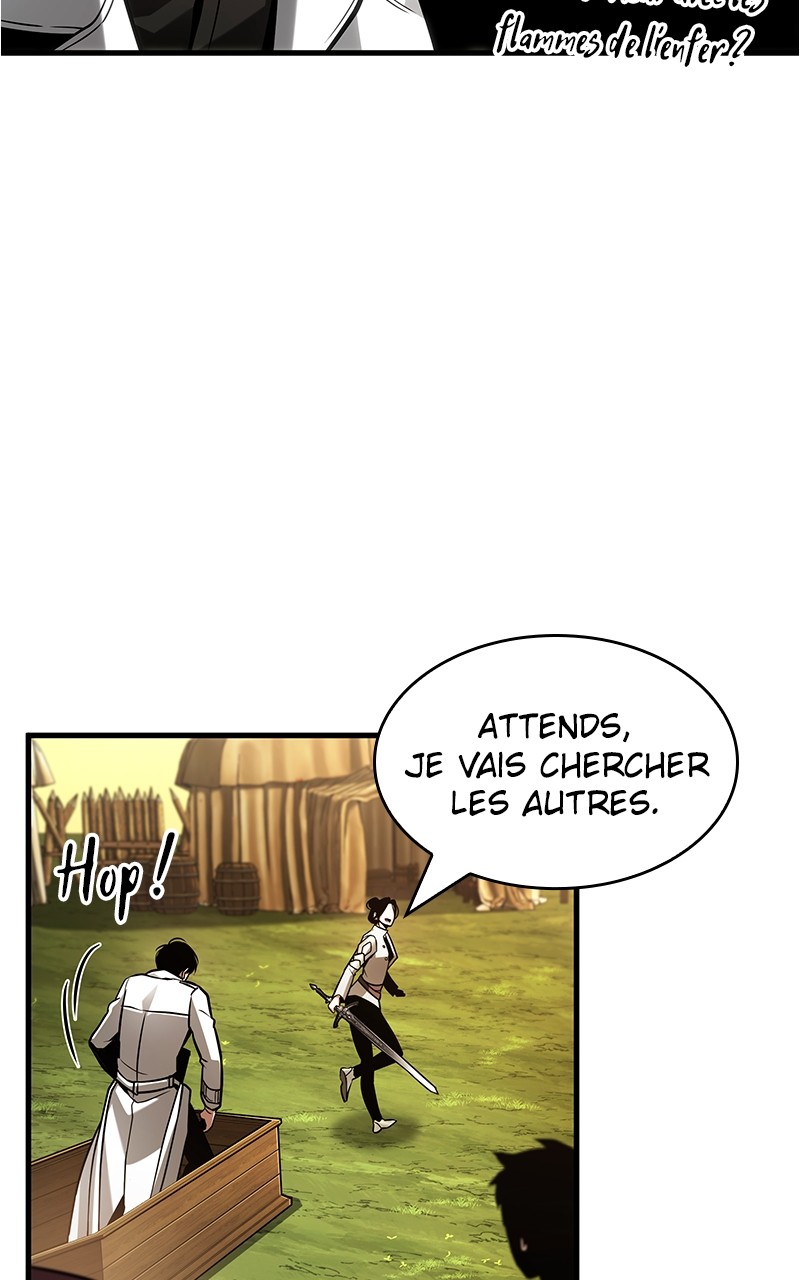 flammes de l'enfer?
ATTENDS,
JE VAIS CHERCHER
LES AUTRES.
Hop!